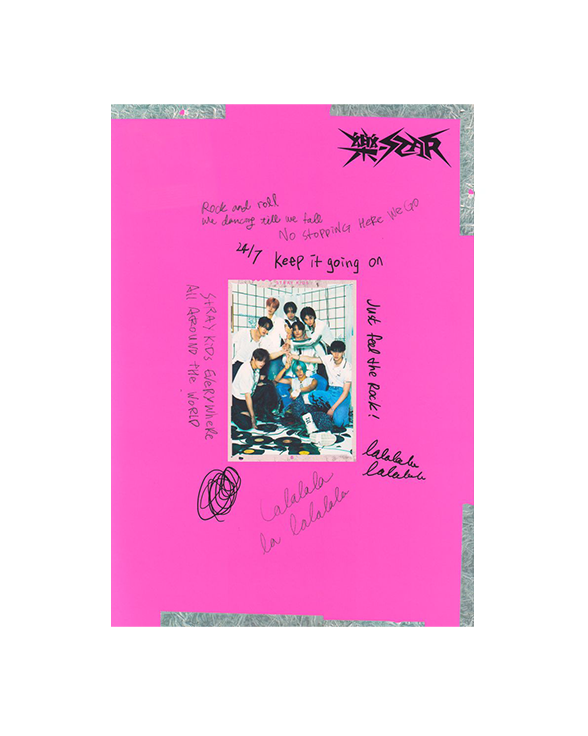 樂-STAR
Rock and roll
We dancing till we fall
No stopping Here We Go
24/7 Keep it going on
STRAY KIDS EVERYWHERE
All AROUND THE WORLD
Just feel the Rock!
lalalala
lalalala
Lalalala
la lalalala